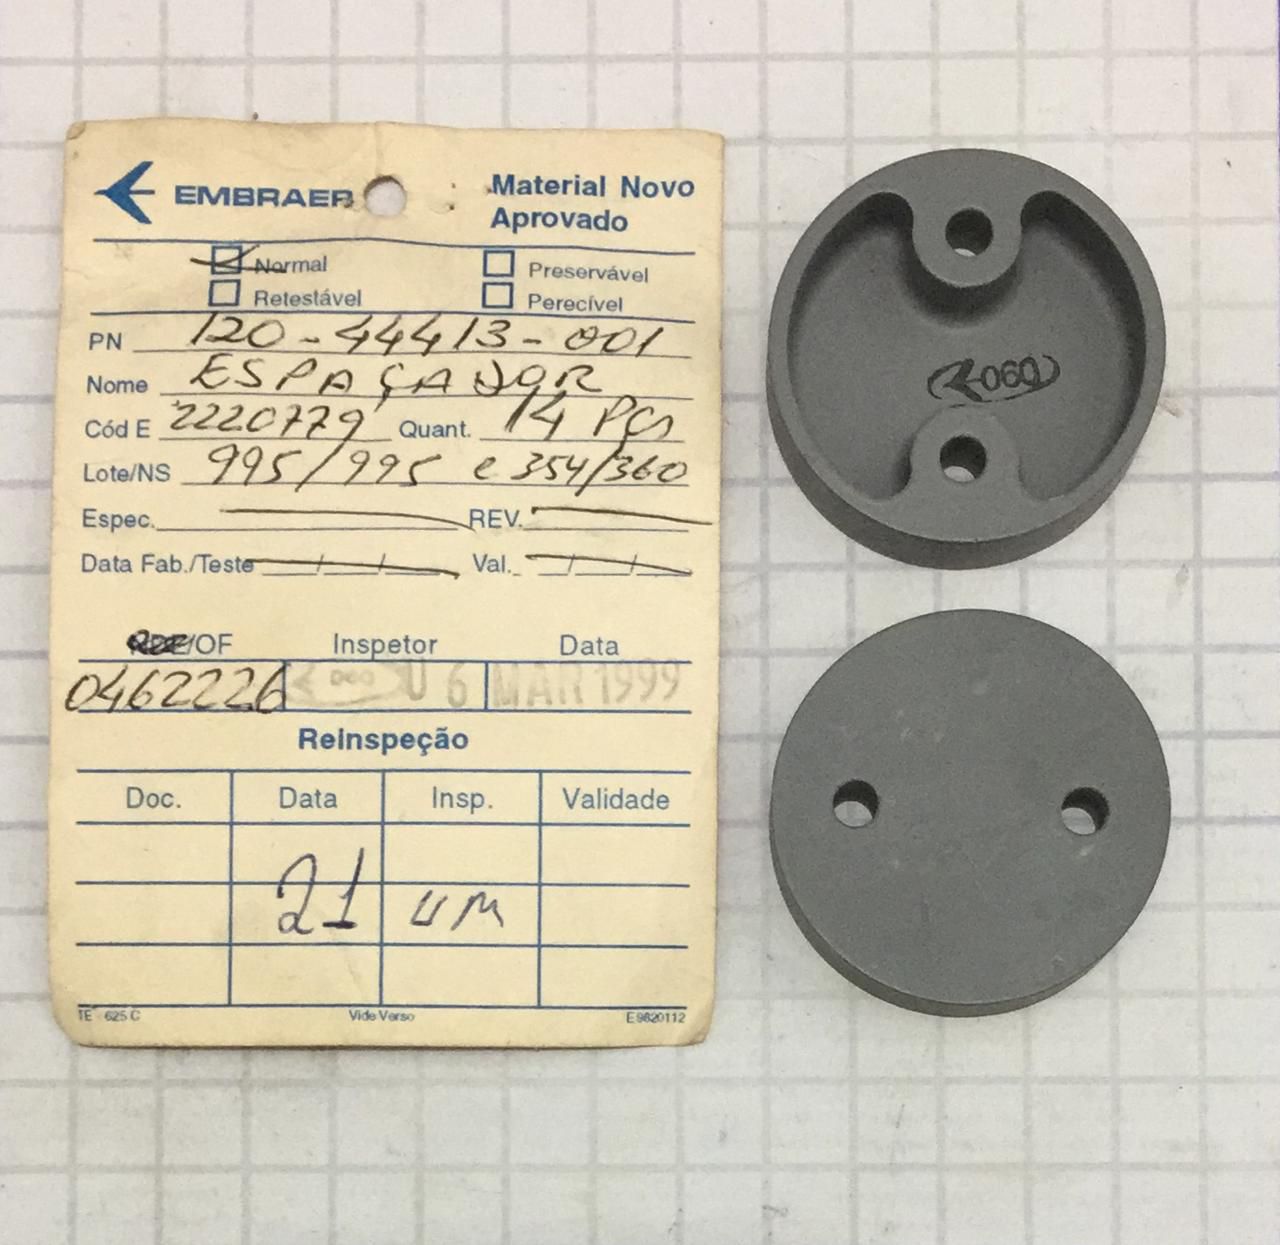 EMBRAER
Material Novo
Aprovado
Normal
Preservável
Retestável
Perecível
PN 120-44413-001
Nome ESPAÇADOR
Cód E 2220779 Quant. 14 PÇs
Lote/NS 995/995 e 354/360
Espec. REV.
Data Fab./Teste / / Val. / /
/OF Inspetor Data
0462226 060 06 MAR 1999
ReInspeção
Doc. Data Insp. Validade
21 UM
TE 625 C Vide Verso E9820112
060